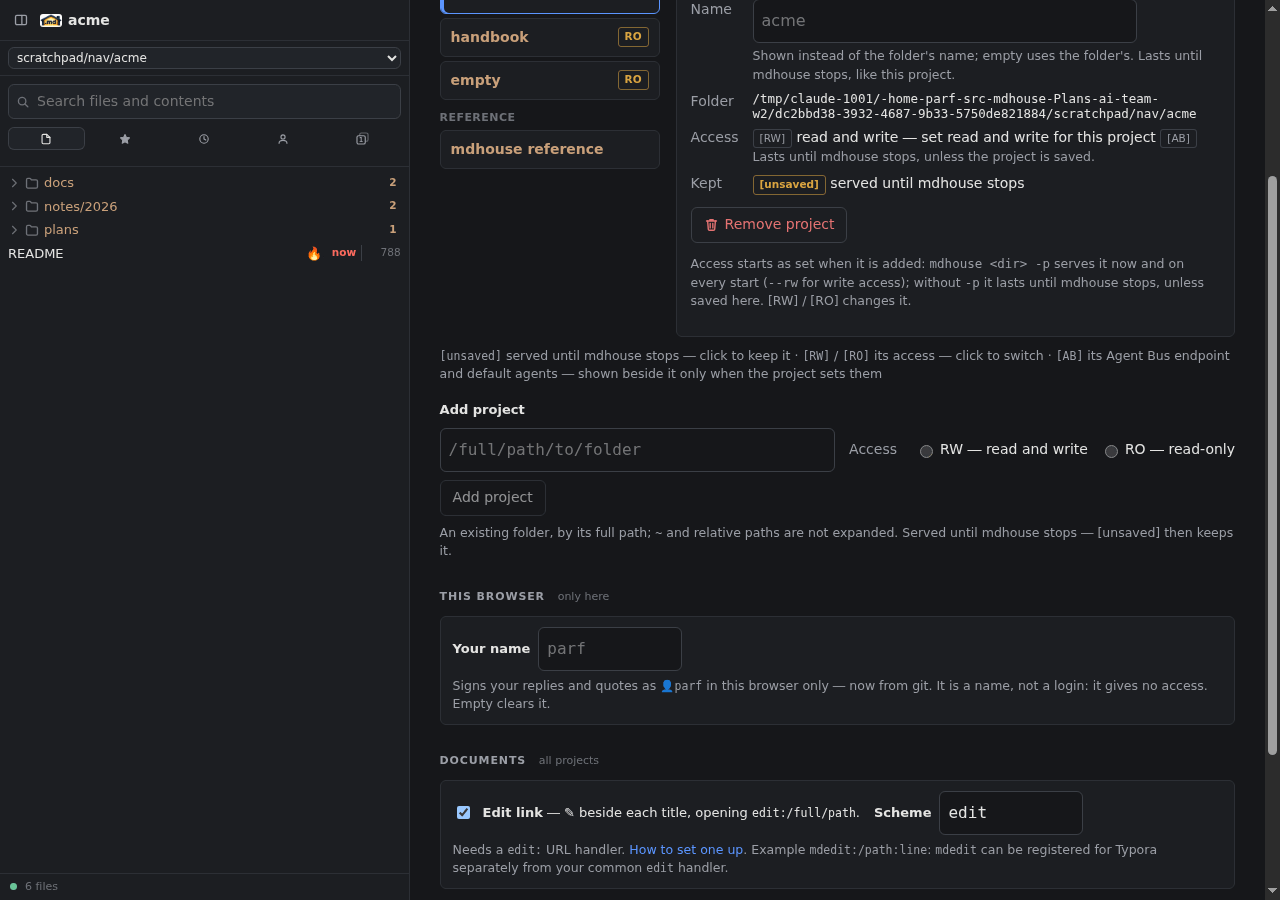 acme
scratchpad/nav/acme
Search files and contents
docs 2
notes/2026 2
plans 1
README now 788
6 files
handbook RO
empty RO
REFERENCE
mdhouse reference
Name acme
Shown instead of the folder's name; empty uses the folder's. Lasts until
mdhouse stops, like this project.
Folder /tmp/claude-1001/-home-parf-src-mdhouse-Plans-ai-team-
w2/dc2bbd38-3932-4687-9b33-5750de821884/scratchpad/nav/acme
Access [RW] read and write — set read and write for this project [AB]
Lasts until mdhouse stops, unless the project is saved.
Kept [unsaved] served until mdhouse stops
Remove project
Access starts as set when it is added: mdhouse <dir> -p serves it now and on
every start (--rw for write access); without -p it lasts until mdhouse stops, unless
saved here. [RW] / [RO] changes it.
[unsaved] served until mdhouse stops — click to keep it · [RW] / [RO] its access — click to switch · [AB] its Agent Bus endpoint
and default agents — shown beside it only when the project sets them
Add project
/full/path/to/folder Access RW — read and write RO — read-only
Add project
An existing folder, by its full path; ~ and relative paths are not expanded. Served until mdhouse stops — [unsaved] then keeps
it.
THIS BROWSER only here
Your name parf
Signs your replies and quotes as 👤parf in this browser only — now from git. It is a name, not a login: it gives no access.
Empty clears it.
DOCUMENTS all projects
Edit link — ✎ beside each title, opening edit:/full/path. Scheme edit
Needs a edit: URL handler. How to set one up. Example mdedit:/path:line: mdedit can be registered for Typora
separately from your common edit handler.